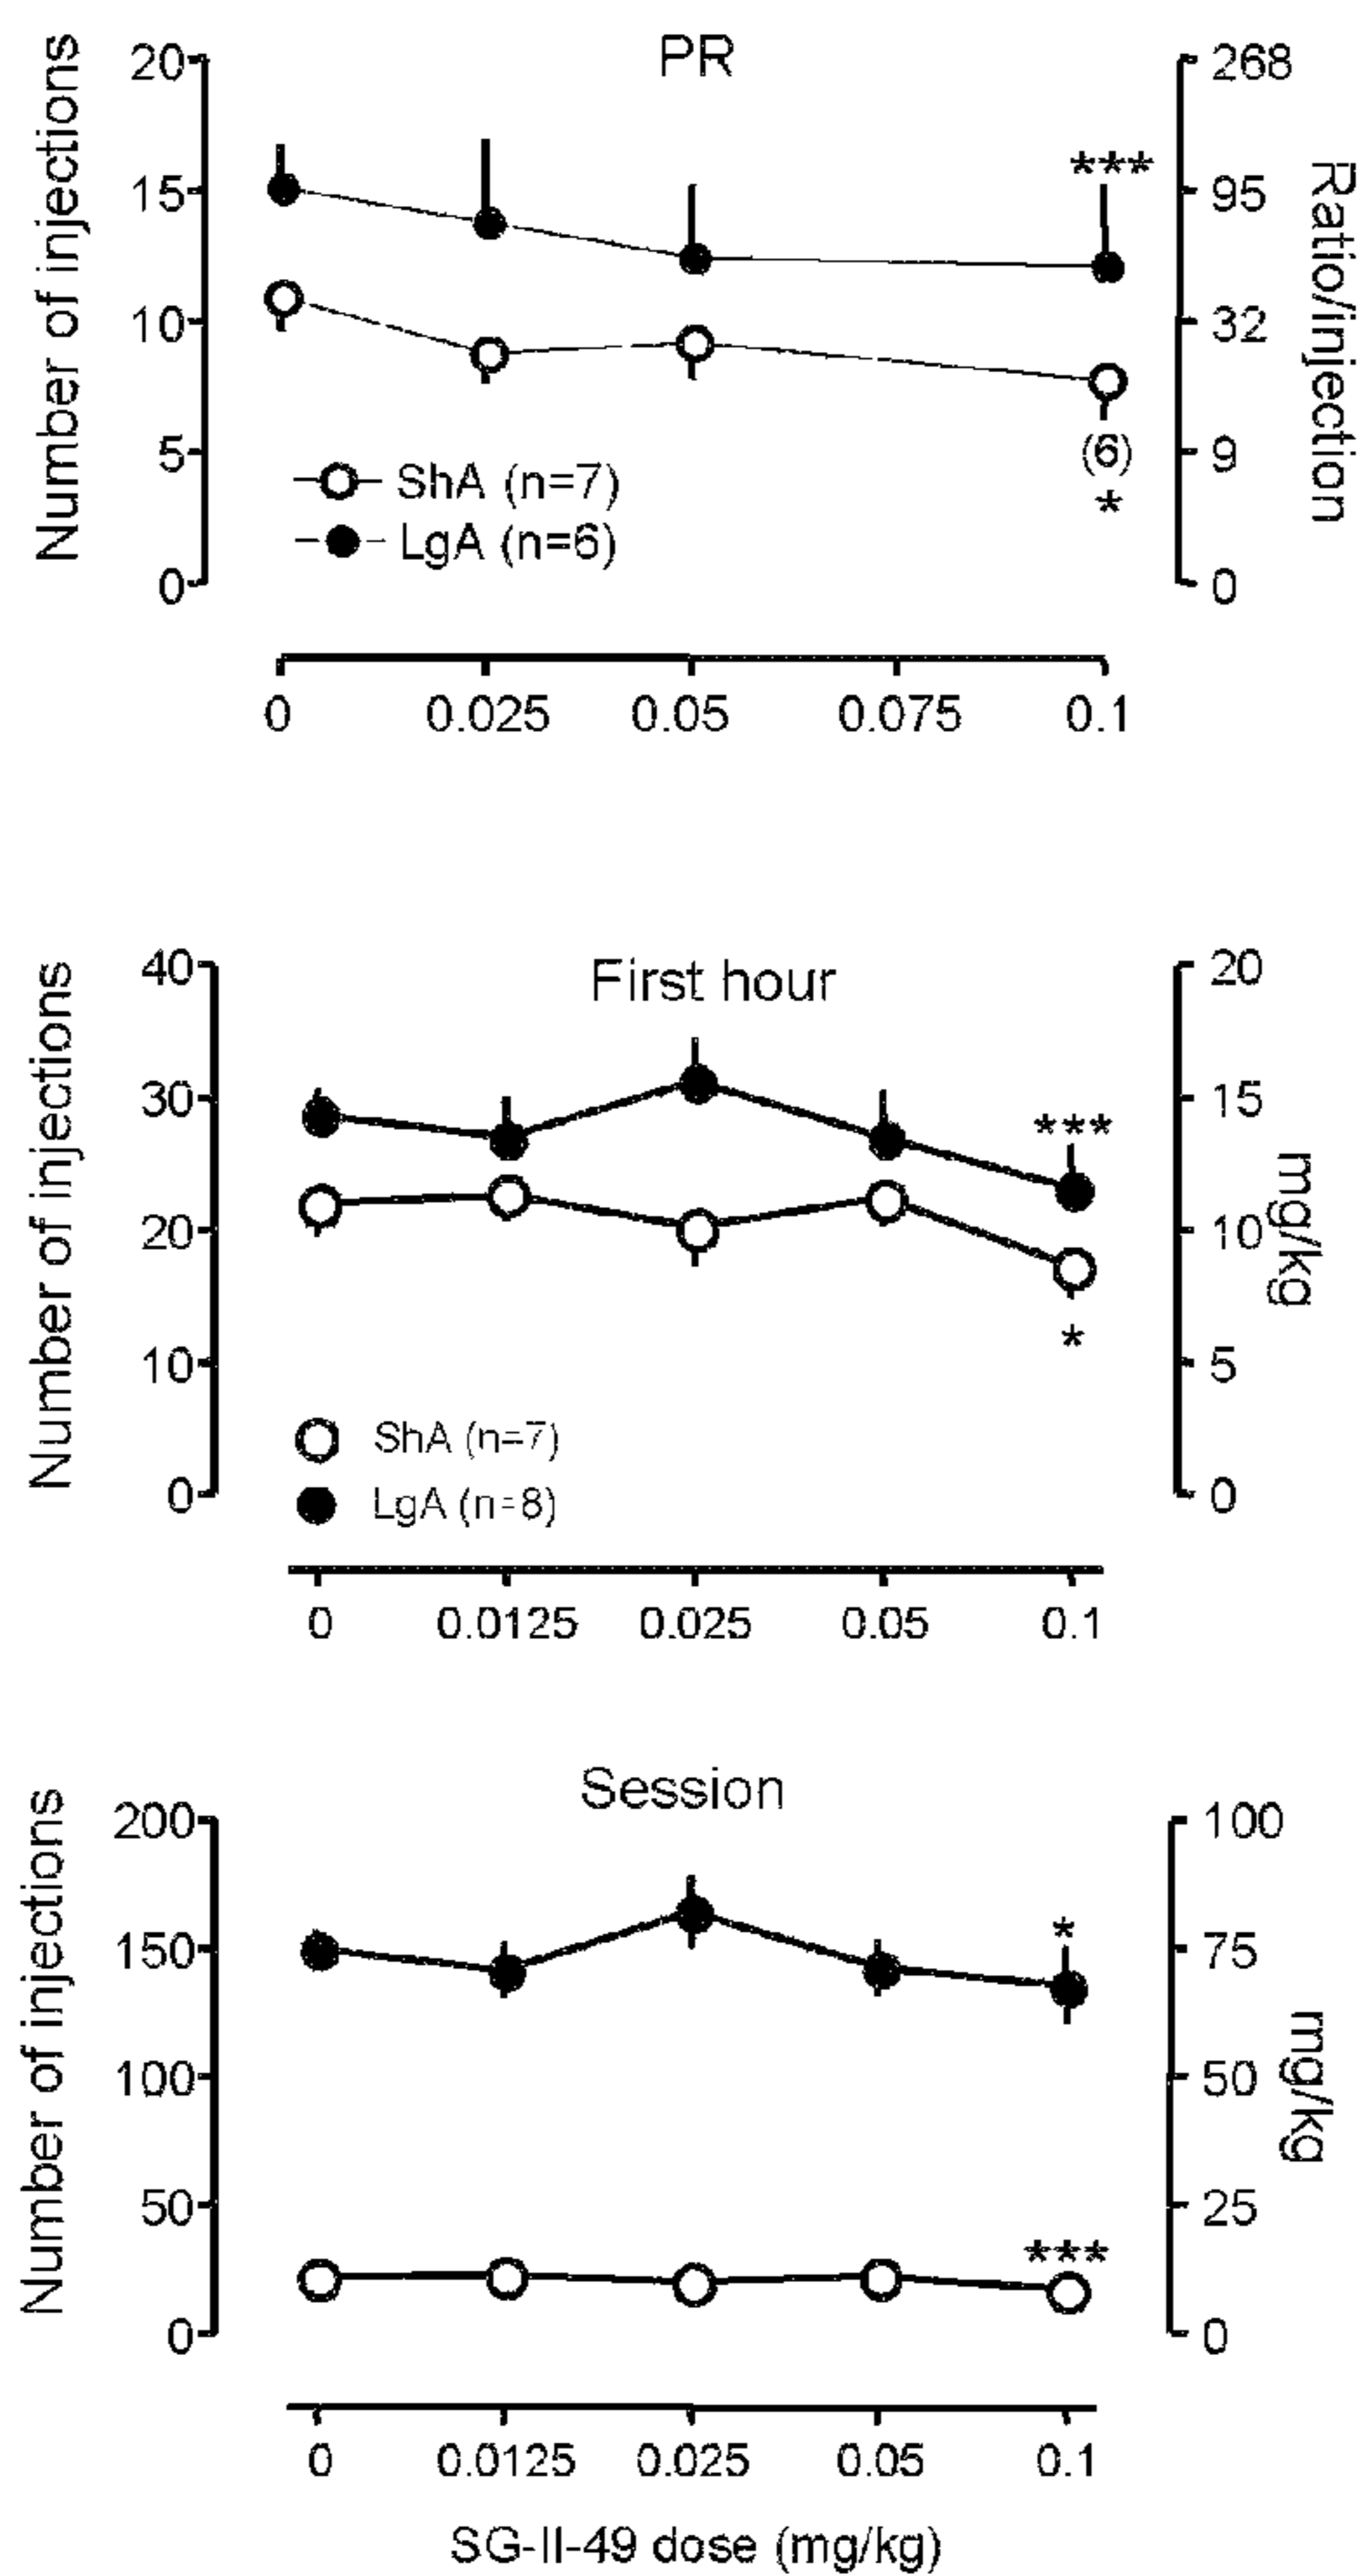 PR
Number of injections
20
15
10
5
0
268
95
32
9
0
Ratio/injection
***
(6)
*
ShA (n=7)
LgA (n=6)
0 0.025 0.05 0.075 0.1
First hour
Number of injections
40
30
20
10
0
20
15
10
5
0
mg/kg
***
*
ShA (n=7)
LgA (n=8)
0 0.0125 0.025 0.05 0.1
Session
Number of injections
200
150
100
50
0
100
75
50
25
0
mg/kg
*
***
0 0.0125 0.025 0.05 0.1
SG-II-49 dose (mg/kg)